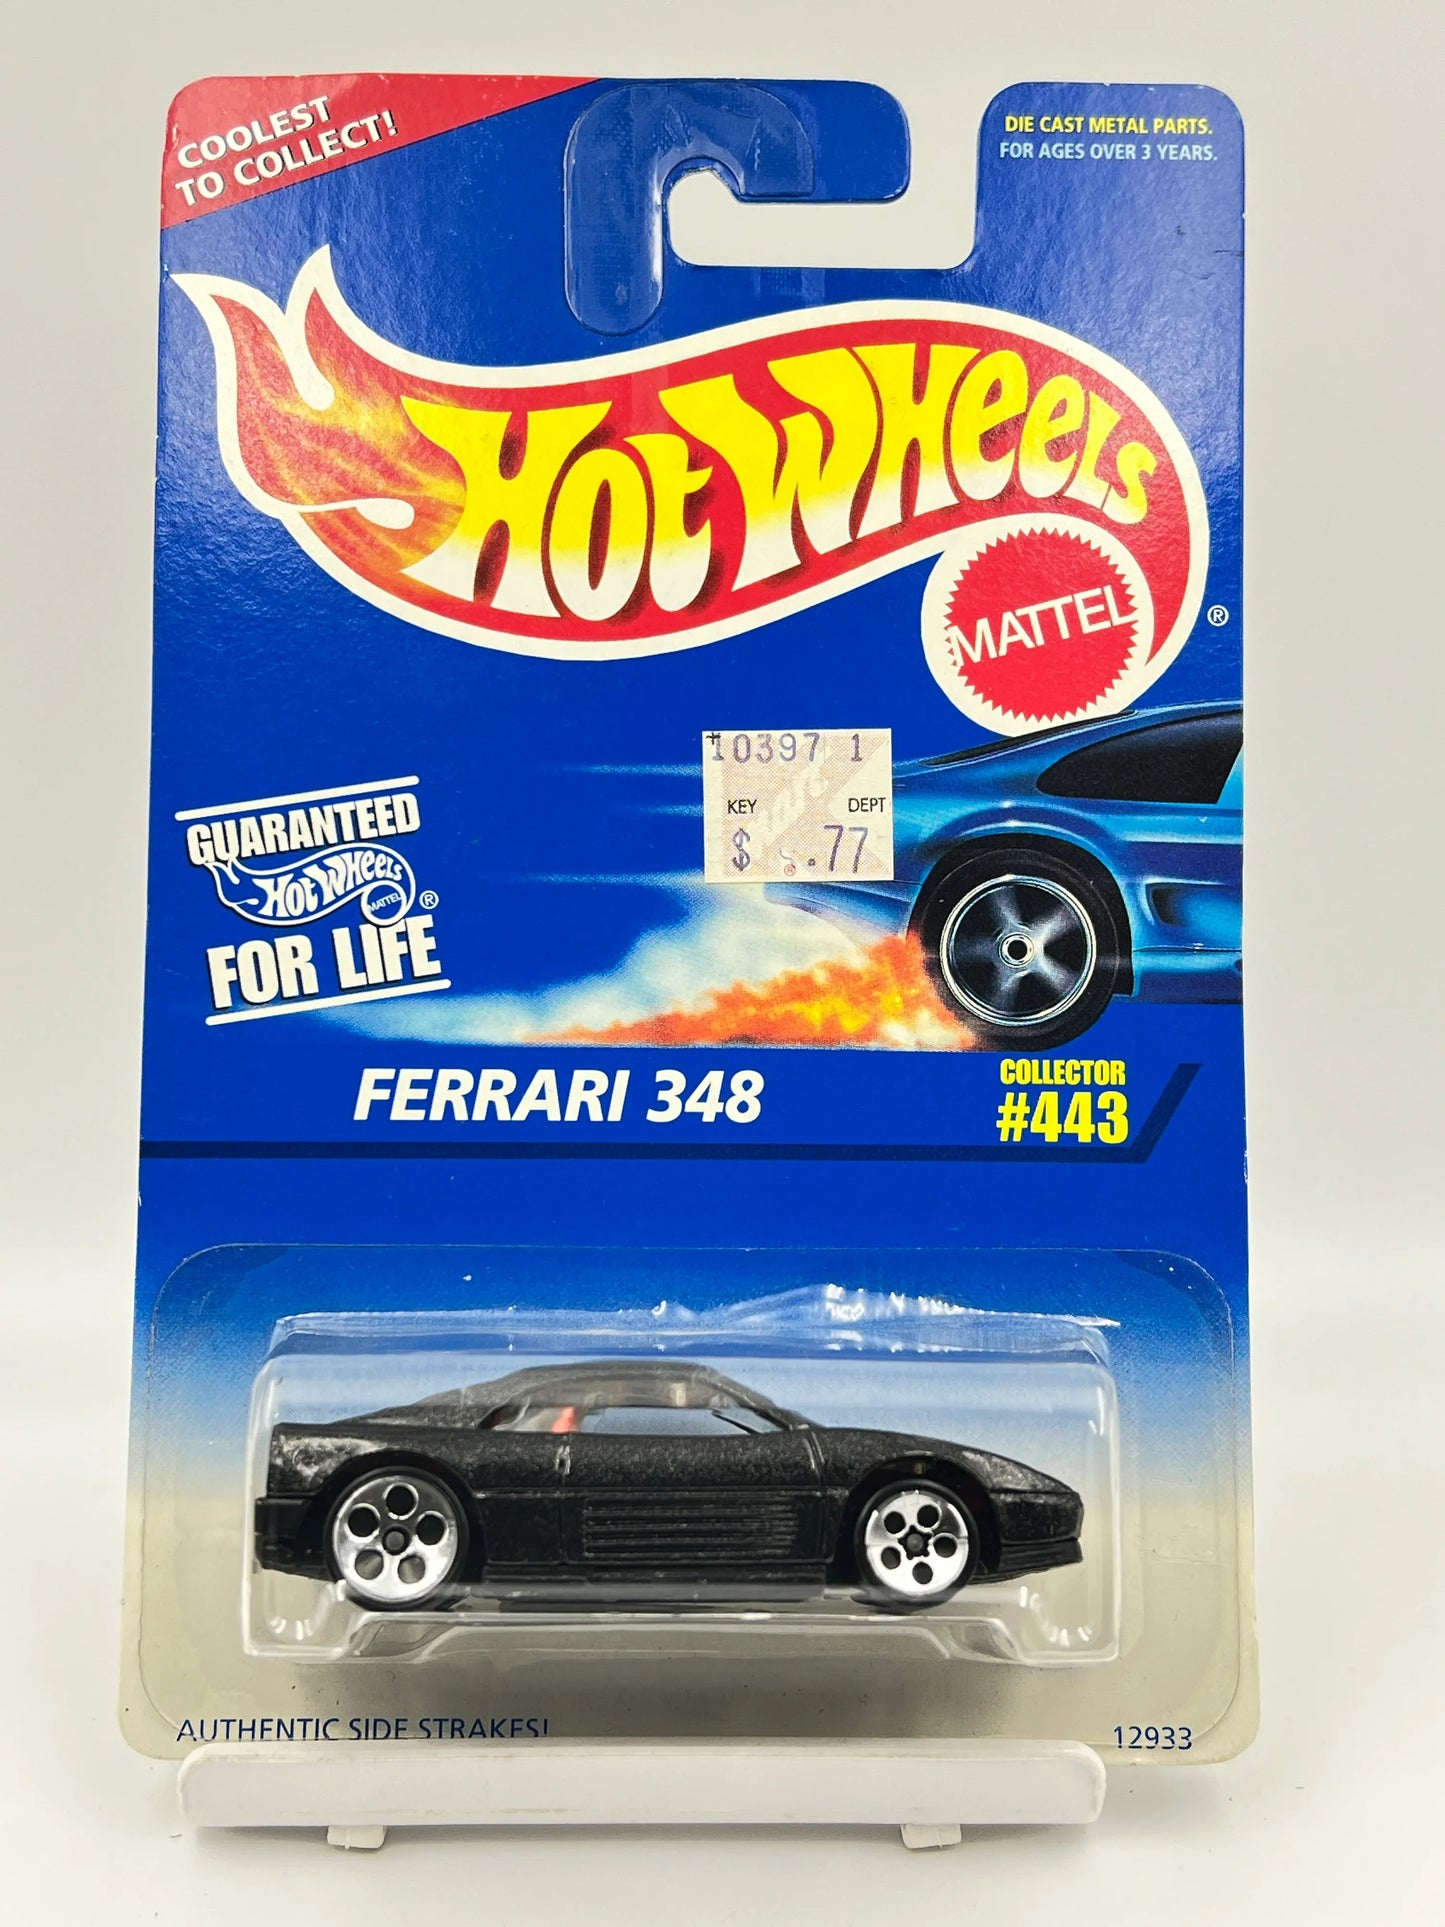 COOLEST
TO COLLECT!
DIE CAST METAL PARTS.
FOR AGES OVER 3 YEARS.
HOT WHEELS
MATTEL
®
10397 1
KEY DEPT
$ .77
®
GUARANTEED
HOT WHEELS
MATTEL ®
FOR LIFE
FERRARI 348
COLLECTOR
#443
AUTHENTIC SIDE STRAKES!
12933